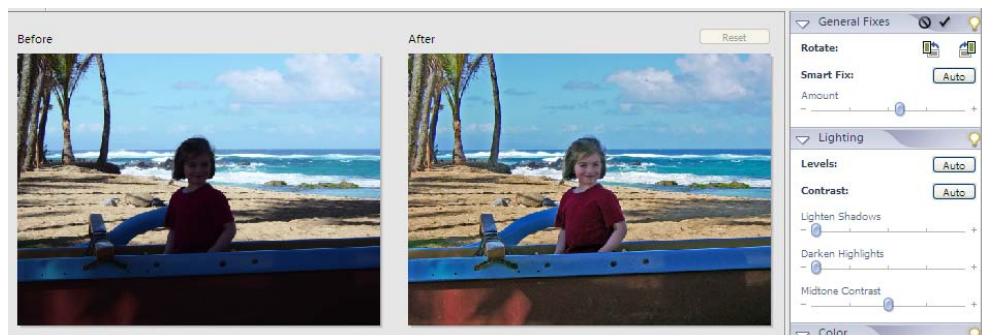 Before
After
Reset
General Fixes
Rotate:
Smart Fix:
Auto
Amount
- +
Lighting
Levels:
Auto
Contrast:
Auto
Lighten Shadows
- +
Darken Highlights
- +
Midtone Contrast
- +
Color